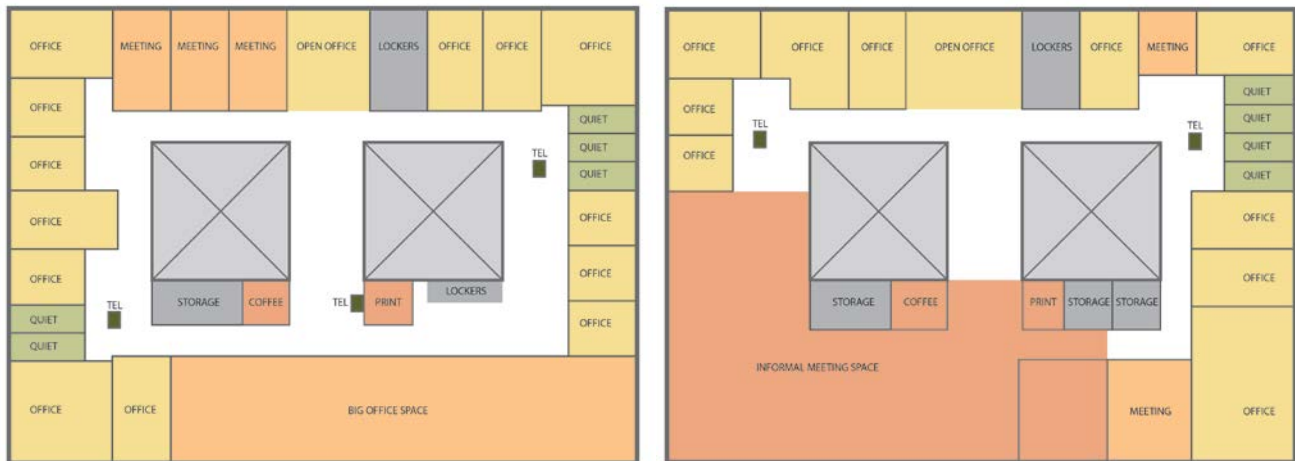 OFFICE MEETING MEETING MEETING OPEN OFFICE LOCKERS OFFICE OFFICE OFFICE
OFFICE
QUIET
TEL
QUIET
OFFICE
QUIET
OFFICE
OFFICE
OFFICE
OFFICE
LOCKERS
TEL
STORAGE COFFEE
TEL
PRINT
QUIET
OFFICE
QUIET
OFFICE OFFICE BIG OFFICE SPACE
OFFICE OFFICE OFFICE OPEN OFFICE LOCKERS OFFICE MEETING OFFICE
QUIET
OFFICE
QUIET
TEL
TEL
QUIET
OFFICE
QUIET
OFFICE
OFFICE
STORAGE COFFEE PRINT STORAGE STORAGE
INFORMAL MEETING SPACE
MEETING OFFICE